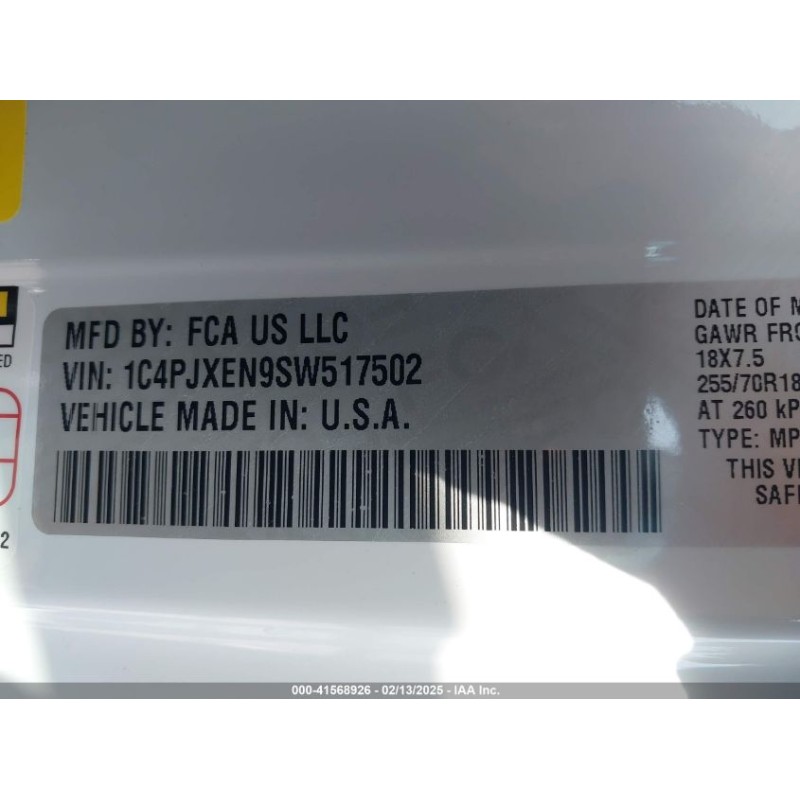 MFD BY: FCA US LLC
VIN: 1C4PJXEN9SW517502
VEHICLE MADE IN: U.S.A.
DATE OF
GAWR
18X7.5
255/70R18
AT 260
TYPE:
THIS
2
000-41568926 - 02/13/2025 - IAA Inc.